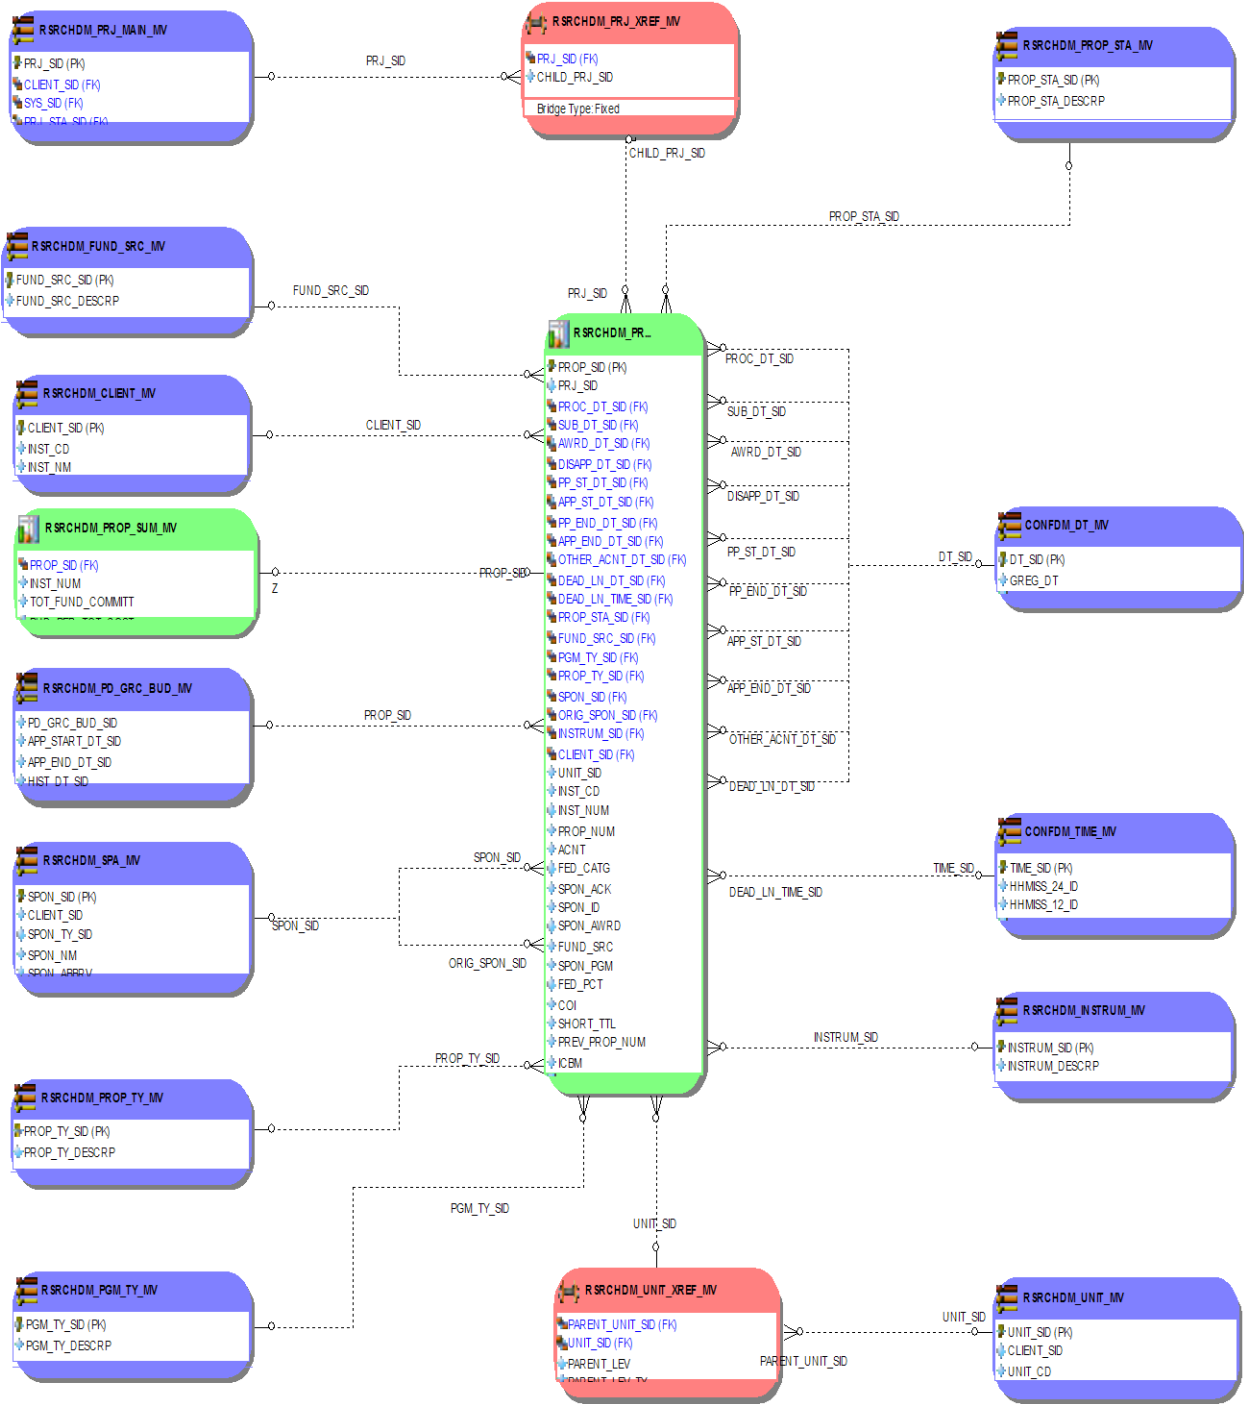 RSRCHDM_PRJ_MAIN_MV
PRJ_SID (PK)
CLIENT_SID (FK)
SYS_SID (FK)
PRJ_STA_SID (FK)
PRJ_SID
RSRCHDM_PRJ_XREF_MV
PRJ_SID (FK)
CHILD_PRJ_SID
Bridge Type: Fixed
CHILD_PRJ_SID
RSRCHDM_PROP_STA_MV
PROP_STA_SID (PK)
PROP_STA_DESCRP
PROP_STA_SID
PRJ_SID
RSRCHDM_FUND_SRC_MV
FUND_SRC_SID (PK)
FUND_SRC_DESCRP
FUND_SRC_SID
RSRCHDM_CLIENT_MV
CLIENT_SID (PK)
INST_CD
INST_NM
CLIENT_SID
RSRCHDM_PROP_SUM_MV
PROP_SID (FK)
INST_NUM
TOT_FUND_COMMITT
Z
PROP_SID
RSRCHDM_PD_GRC_BUD_MV
PD_GRC_BUD_SID
APP_START_DT_SID
APP_END_DT_SID
HIST_DT_SID
PROP_SID
RSRCHDM_SPA_MV
SPON_SID (PK)
CLIENT_SID
SPON_TY_SID
SPON_NM
SPON_ABBRV
SPON_SID
SPON_SID
ORIG_SPON_SID
RSRCHDM_PROP_TY_MV
PROP_TY_SID (PK)
PROP_TY_DESCRP
PROP_TY_SID
RSRCHDM_PGM_TY_MV
PGM_TY_SID (PK)
PGM_TY_DESCRP
PGM_TY_SID
RSRCHDM_PR...
PROP_SID (PK)
PRJ_SID
PROC_DT_SID (FK)
SUB_DT_SID (FK)
AWRD_DT_SID (FK)
DISAPP_DT_SID (FK)
PP_ST_DT_SID (FK)
APP_ST_DT_SID (FK)
PP_END_DT_SID (FK)
APP_END_DT_SID (FK)
OTHER_ACNT_DT_SID (FK)
DEAD_LN_DT_SID (FK)
DEAD_LN_TIME_SID (FK)
PROP_STA_SID (FK)
FUND_SRC_SID (FK)
PGM_TY_SID (FK)
PROP_TY_SID (FK)
SPON_SID (FK)
ORIG_SPON_SID (FK)
INSTRUM_SID (FK)
CLIENT_SID (FK)
UNIT_SID
INST_CD
INST_NUM
PROP_NUM
ACNT
FED_CATG
SPON_ACK
SPON_ID
SPON_AWRD
FUND_SRC
SPON_PGM
FED_PCT
COI
SHORT_TTL
PREV_PROP_NUM
ICBM
PROC_DT_SID
SUB_DT_SID
AWRD_DT_SID
DISAPP_DT_SID
PP_ST_DT_SID
PP_END_DT_SID
APP_ST_DT_SID
APP_END_DT_SID
OTHER_ACNT_DT_SID
DEAD_LN_DT_SID
DT_SID
CONFDM_DT_MV
DT_SID (PK)
GREG_DT
DEAD_LN_TIME_SID
TIME_SID
CONFDM_TIME_MV
TIME_SID (PK)
HHMISS_24_ID
HHMISS_12_ID
INSTRUM_SID
RSRCHDM_INSTRUM_MV
INSTRUM_SID (PK)
INSTRUM_DESCRP
UNIT_SID
RSRCHDM_UNIT_XREF_MV
PARENT_UNIT_SID (FK)
UNIT_SID (FK)
PARENT_LEV
PARENT_LEV_TY
PARENT_UNIT_SID
UNIT_SID
RSRCHDM_UNIT_MV
UNIT_SID (PK)
CLIENT_SID
UNIT_CD